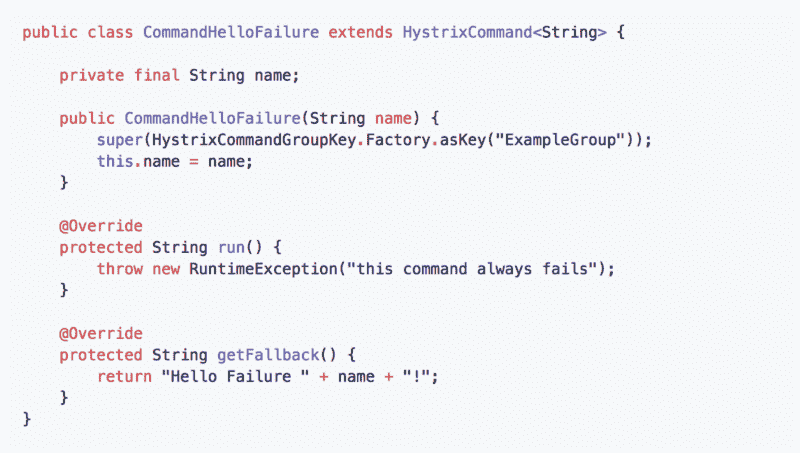 public class CommandHelloFailure extends HystrixCommand<String> {
private final String name;
public CommandHelloFailure(String name) {
super(HystrixCommandGroupKey.Factory.asKey("ExampleGroup"));
this.name = name;
}
@Override
protected String run() {
throw new RuntimeException("this command always fails");
}
@Override
protected String getFallback() {
return "Hello Failure " + name + "!";
}
}